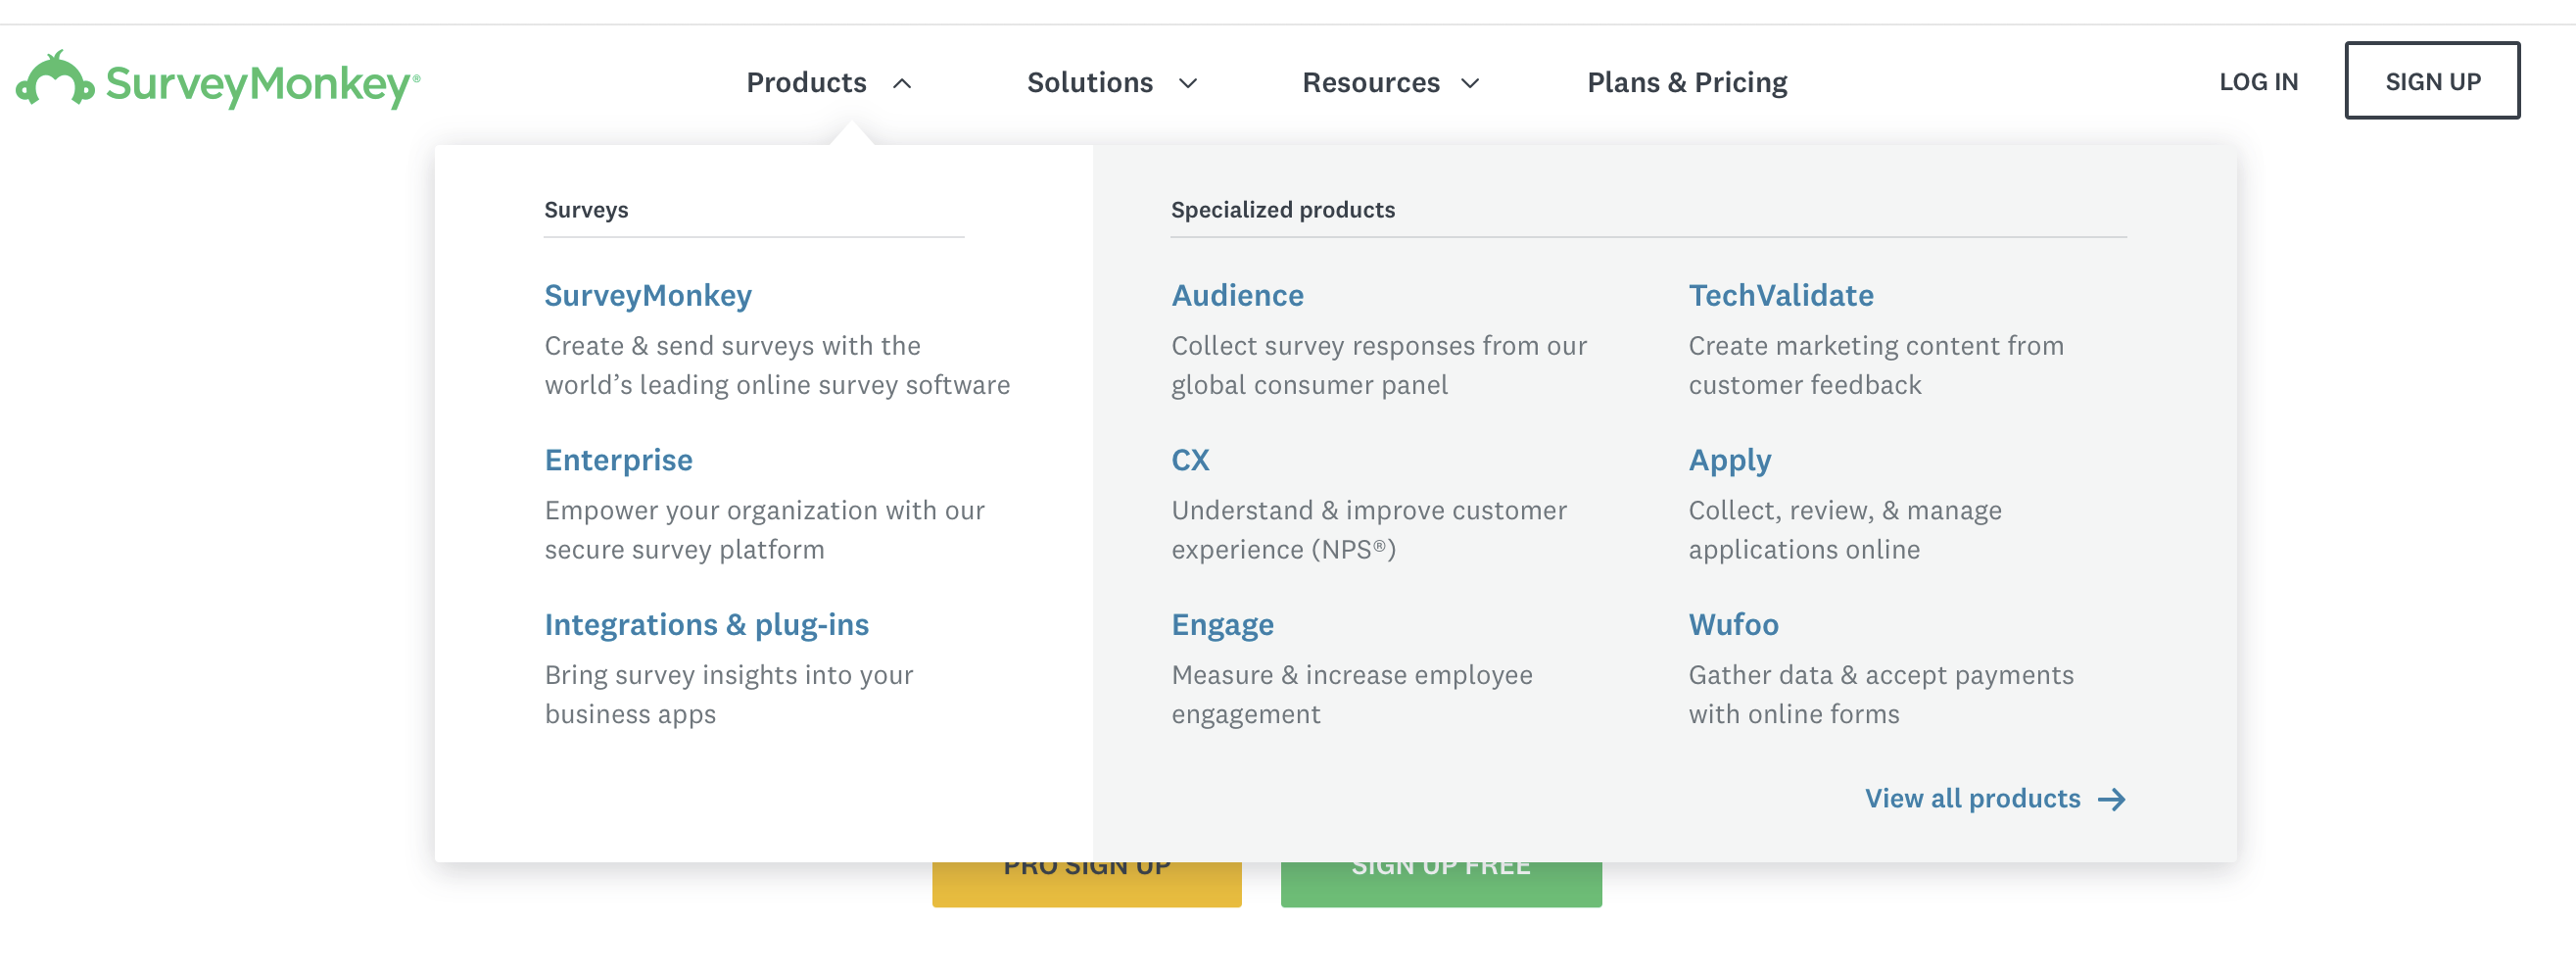 SurveyMonkey®
Products
Solutions
Resources
Plans & Pricing
LOG IN
SIGN UP
Surveys
SurveyMonkey
Create & send surveys with the
world’s leading online survey software
Enterprise
Empower your organization with our
secure survey platform
Integrations & plug-ins
Bring survey insights into your
business apps
Specialized products
Audience
Collect survey responses from our
global consumer panel
CX
Understand & improve customer
experience (NPS®)
Engage
Measure & increase employee
engagement
TechValidate
Create marketing content from
customer feedback
Apply
Collect, review, & manage
applications online
Wufoo
Gather data & accept payments
with online forms
View all products
PRO SIGN UP
SIGN UP FREE